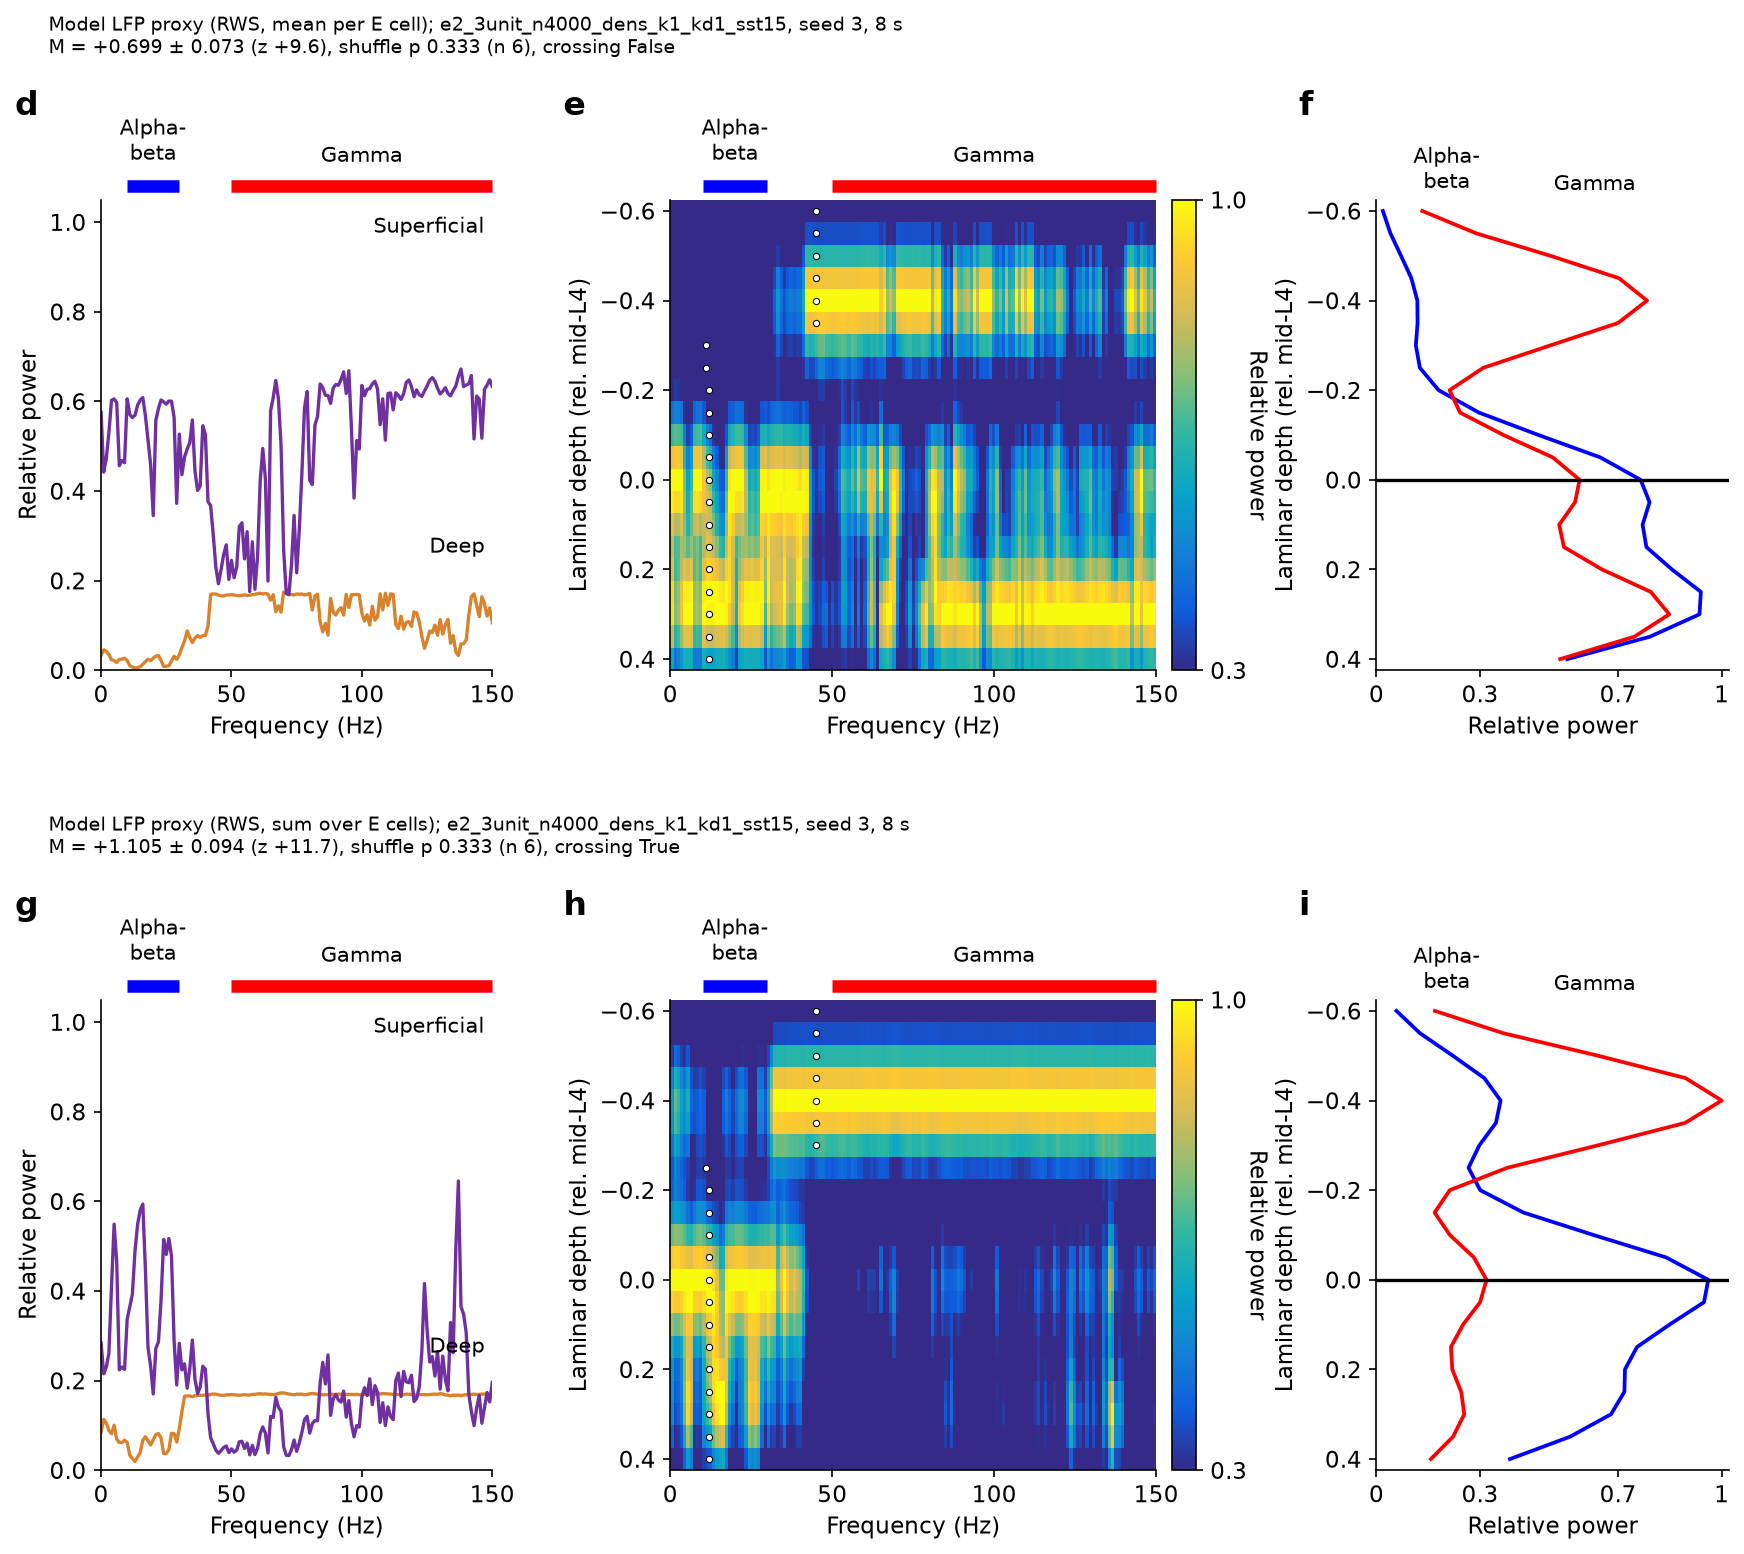 Model LFP proxy (RWS, mean per E cell); e2_3unit_n4000_dens_k1_kd1_sst15, seed 3, 8 s
M = +0.699 ± 0.073 (z +9.6), shuffle p 0.333 (n 6), crossing False
d
Alpha-
beta
Gamma
Superficial
Deep
Relative power
1.0
0.8
0.6
0.4
0.2
0.0
0
50
100
150
Frequency (Hz)
e
Alpha-
beta
Gamma
Laminar depth (rel. mid-L4)
−0.6
−0.4
−0.2
0.0
0.2
0.4
0
50
100
150
Frequency (Hz)
1.0
0.3
Relative power
f
Alpha-
beta
Gamma
Laminar depth (rel. mid-L4)
−0.6
−0.4
−0.2
0.0
0.2
0.4
0
0.3
0.7
1
Relative power
Model LFP proxy (RWS, sum over E cells); e2_3unit_n4000_dens_k1_kd1_sst15, seed 3, 8 s
M = +1.105 ± 0.094 (z +11.7), shuffle p 0.333 (n 6), crossing True
g
Alpha-
beta
Gamma
Superficial
Deep
Relative power
1.0
0.8
0.6
0.4
0.2
0.0
0
50
100
150
Frequency (Hz)
h
Alpha-
beta
Gamma
Laminar depth (rel. mid-L4)
−0.6
−0.4
−0.2
0.0
0.2
0.4
0
50
100
150
Frequency (Hz)
1.0
0.3
Relative power
i
Alpha-
beta
Gamma
Laminar depth (rel. mid-L4)
−0.6
−0.4
−0.2
0.0
0.2
0.4
0
0.3
0.7
1
Relative power